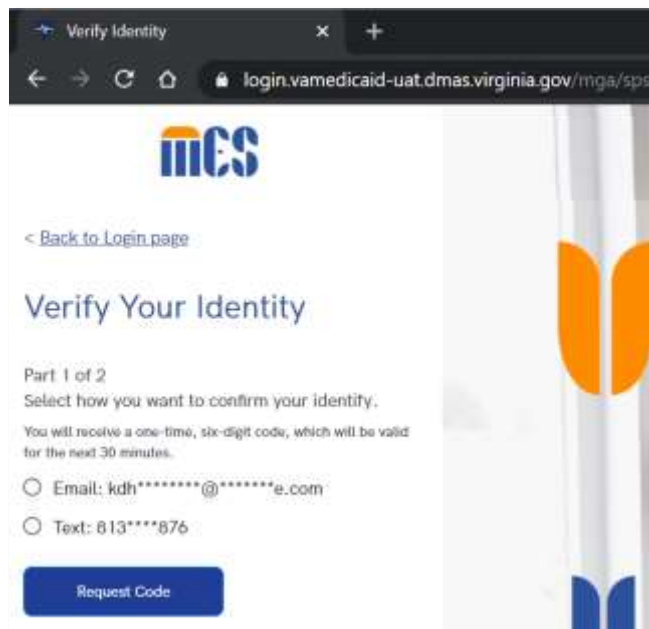 Verify Identity
login.vamedicaid-uat.dmas.virginia.gov/mga/sps
mes
< Back to Login page
Verify Your Identity
Part 1 of 2
Select how you want to confirm your identify.
You will receive a one-time, six-digit code, which will be valid
for the next 30 minutes.
Email: kdh********@*******e.com
Text: 813****876
Request Code